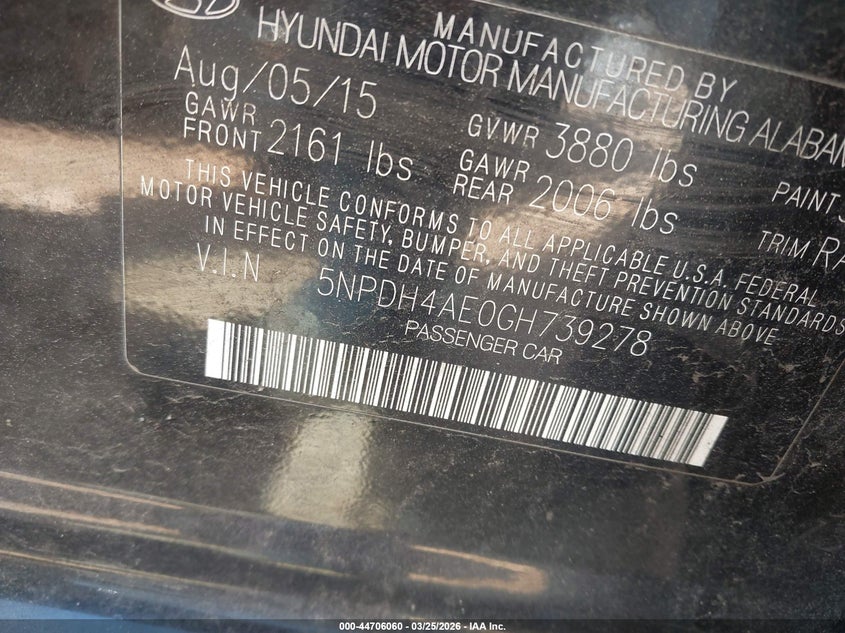 MANUFACTURED BY
HYUNDAI MOTOR MANUFACTURING ALABAM
Aug/05/15
GVWR 3880 lbs
GAWR FRONT 2161 lbs
GAWR REAR 2006 lbs
PAINT
TRIM RA
THIS VEHICLE CONFORMS TO ALL APPLICABLE U.S.A. FEDERAL
MOTOR VEHICLE SAFETY, BUMPER, AND THEFT PREVENTION STANDARDS
IN EFFECT ON THE DATE OF MANUFACTURE SHOWN ABOVE
V.I.N 5NPDH4AE0GH739278
PASSENGER CAR
000-44706060 - 03/25/2026 - IAA Inc.